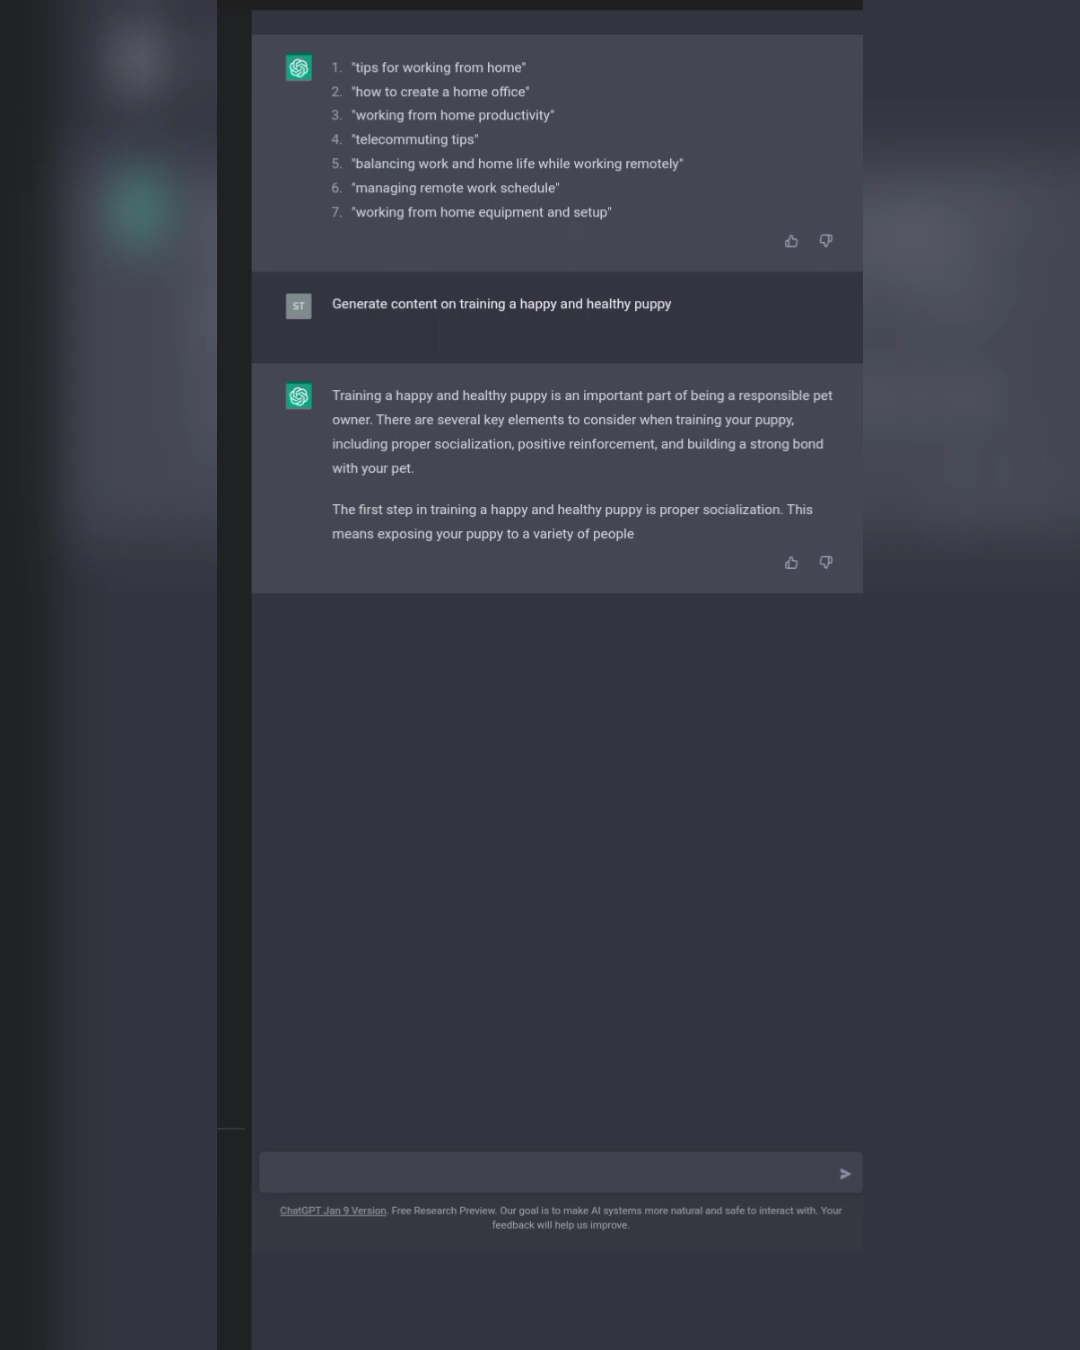 1. "tips for working from home"
2. "how to create a home office"
3. "working from home productivity"
4. "telecommuting tips"
5. "balancing work and home life while working remotely"
6. "managing remote work schedule"
7. "working from home equipment and setup"
ST
Generate content on training a happy and healthy puppy
Training a happy and healthy puppy is an important part of being a responsible pet
owner. There are several key elements to consider when training your puppy,
including proper socialization, positive reinforcement, and building a strong bond
with your pet.
The first step in training a happy and healthy puppy is proper socialization. This
means exposing your puppy to a variety of people
ChatGPT Jan 9 Version. Free Research Preview. Our goal is to make AI systems more natural and safe to interact with. Your
feedback will help us improve.